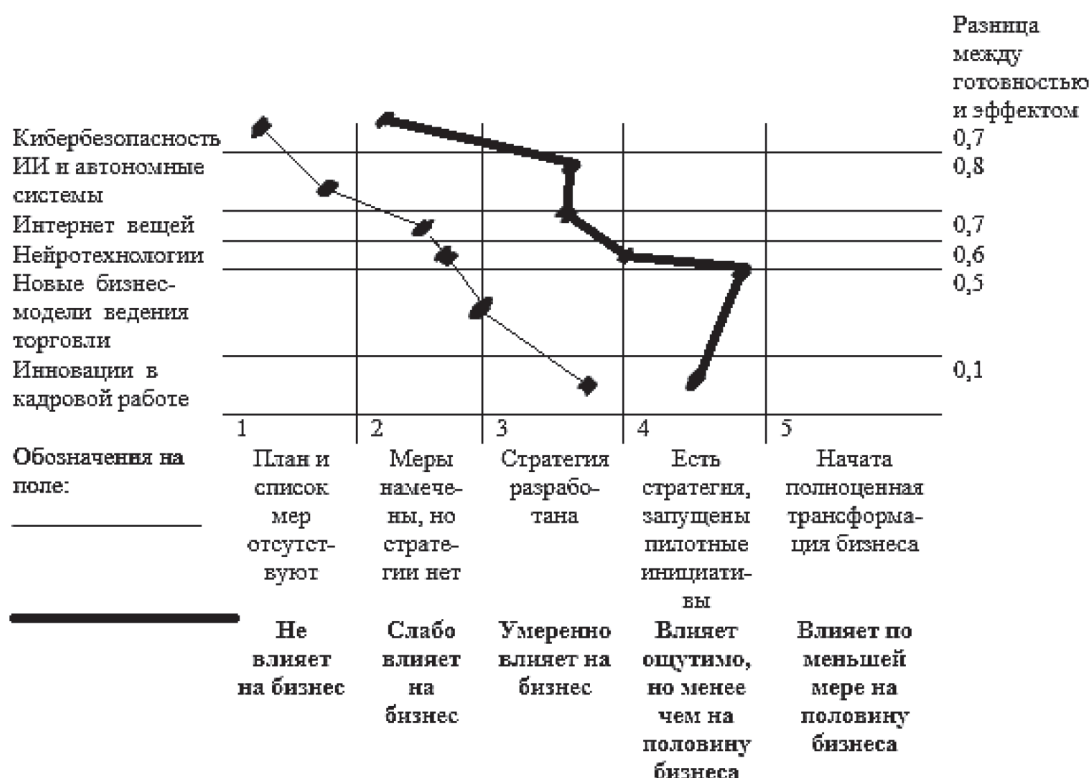 Разница
между
готовностью
и эффектом
Кибербезопасность
0,7
ИИ и автономные
0,8
системы
Интернет вещей
0,7
Нейротехнологии
0,6
Новые бизнес-
0,5
модели ведения
торговли
Инновации в
0,1
кадровой работе
1
2
3
4
5
Обозначения на
поле:
План и
список
мер
отсутст-
вуют
Меры
намече-
ны, но
страте-
гии нет
Стратегия
разрабо-
тана
Есть
стратегия,
запущены
пилотные
инициати-
вы
Начата
полноценная
трансформа-
ция бизнеса
Не
влияет
на бизнес
Слабо
влияет
на
бизнес
Умеренно
влияет на
бизнес
Влияет
ощутимо,
но менее
чем на
половину
бизнеса
Влияет по
меньшей
мере на
половину
бизнеса